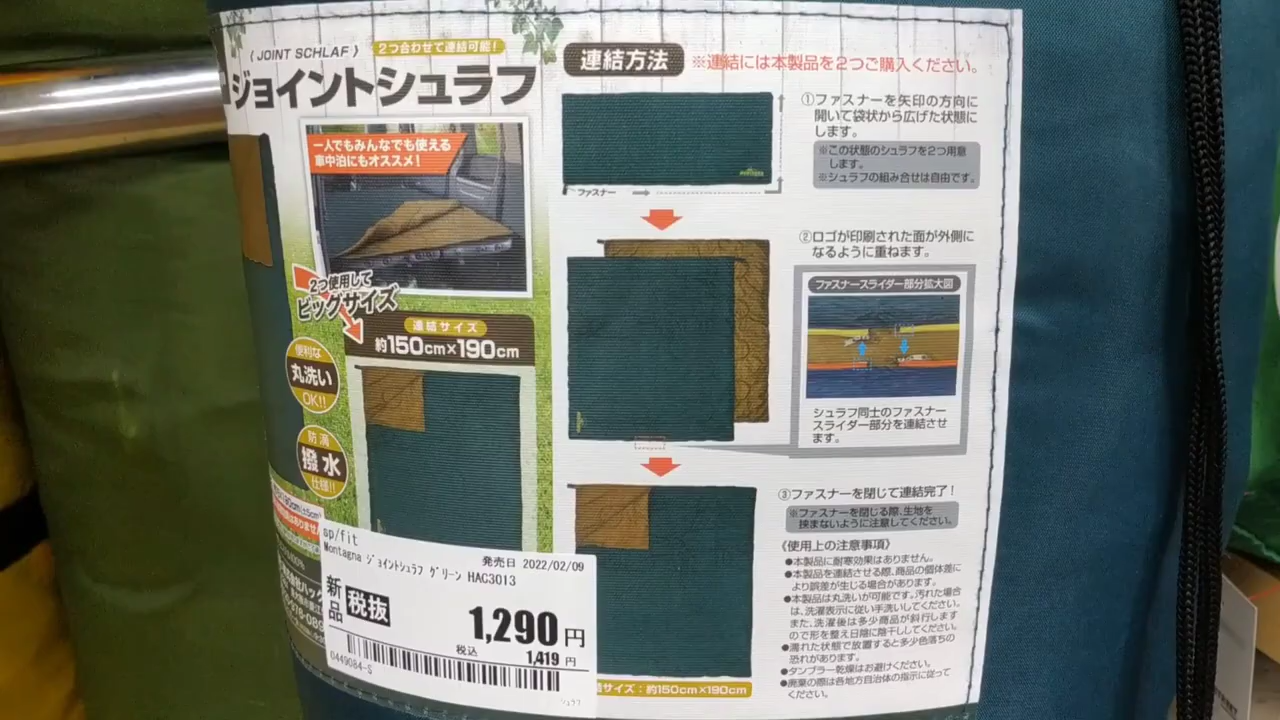 〈 JOINT SCHLAF 〉
2つ合わせて連結可能!
ジョイントシュラフ
一人でもみんなでも使える
車中泊にもオススメ!
2つ使用して
ビッグサイズ
連結サイズ
約150cm×190cm
便利な
丸洗い
OK!!
防滴
撥水
仕様!!
連結方法
※連結には本製品を2つご購入ください。
①ファスナーを矢印の方向に
開いて袋状から広げた状態に
します。
※この状態のシュラフを2つ用意
します。
※シュラフの組み合せは自由です。
ファスナー
②ロゴが印刷された面が外側に
なるように重ねます。
ファスナースライダー部分拡大図
シュラフ同士のファスナー
スライダー部分を連結させ
ます。
③ファスナーを閉じて連結完了!
※ファスナーを閉じる際、生地を
挟まないように注意してください。
《使用上の注意事項》
●本製品に耐寒効果はありません。
●本製品を連結させる際、商品の個体差に
より誤差が生じる場合があります。
●本製品は丸洗いが可能です。汚れた場合
は、洗濯表示に従い手洗いしてください。
また、洗濯後は多少商品が斜行します
ので形を整え日陰に陰干ししてください。
●濡れた状態で放置すると多少色落ちの
恐れがあります。
●タンブラー乾燥はお避けください。
●廃棄の際は各地方自治体の指示に従って
ください。
サイズ：約150cm×190cm
sp/fit
発売日 2022/02/09
Montagna ジョイントシュラフ グリーン HAC3013
新品
税抜
1,290円
税込
1,419 円
0449084-S
シュラフ